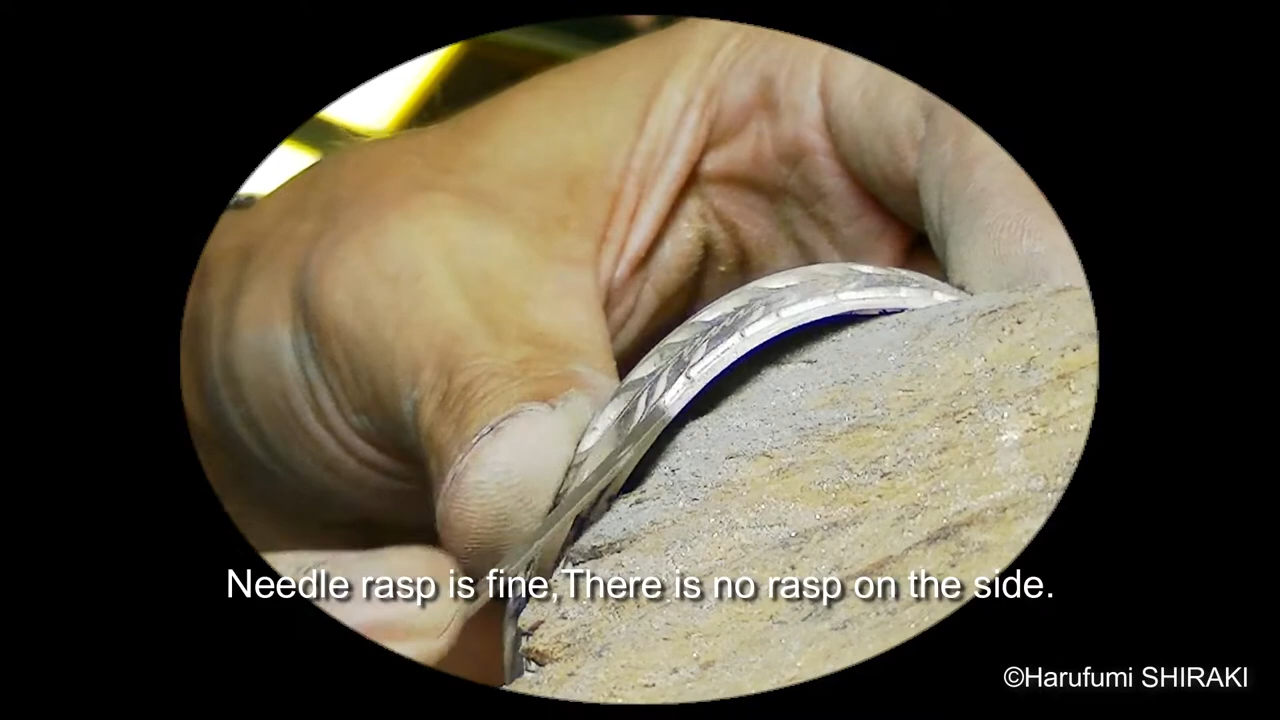 Needle rasp is fine,There is no rasp on the side.
©Harufumi SHIRAKI